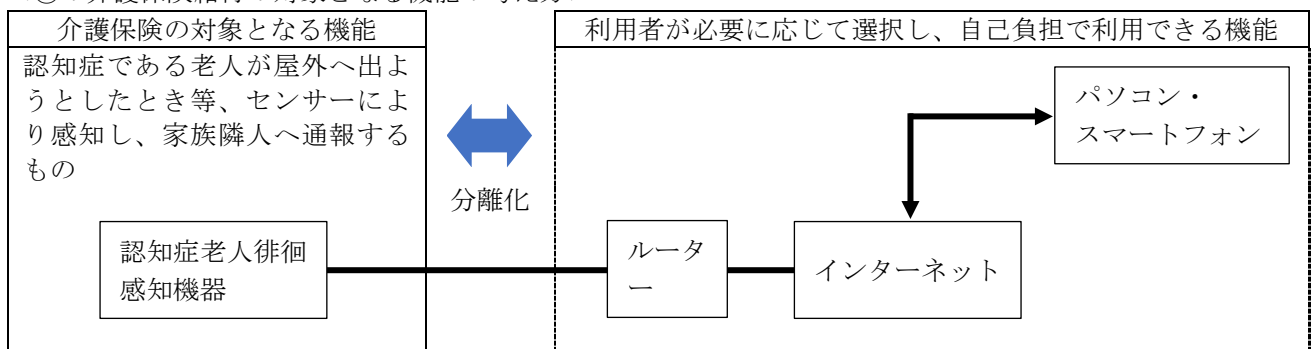 介護保険の対象となる機能
認知症である老人が屋外へ出よ
うとしたとき等、センサーによ
り感知し、家族隣人へ通報する
もの
認知症老人徘徊
感知機器
分離化
利用者が必要に応じて選択し、自己負担で利用できる機能
パソコン・
スマートフォン
ルータ
ー
インターネット